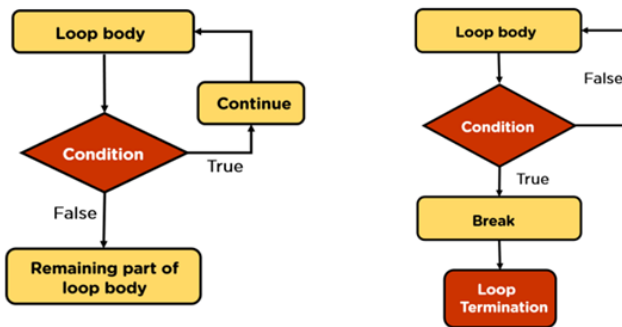 Loop body
Continue
Condition
True
False
Remaining part of
loop body
Loop body
False
Condition
True
Break
Loop
Termination